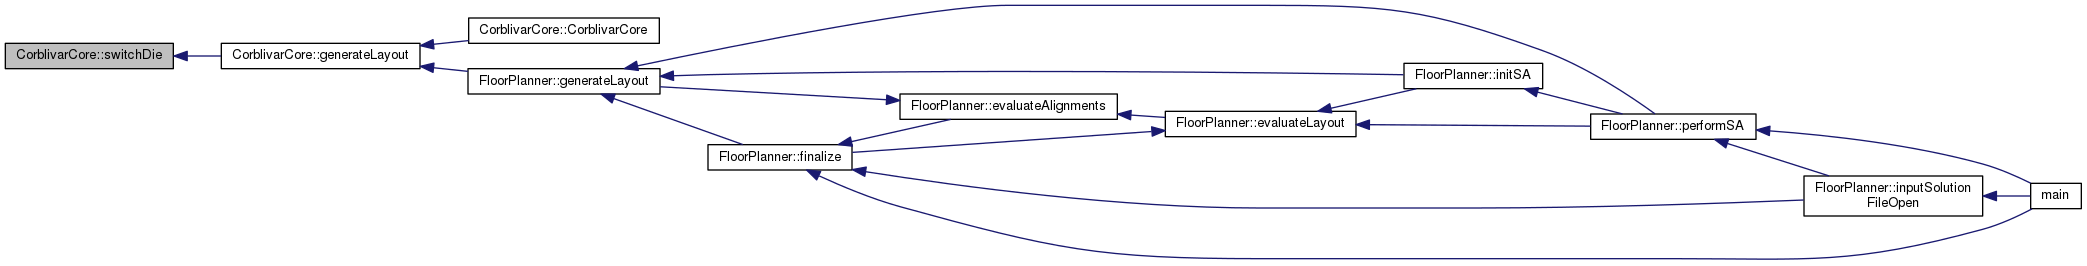 CorblivarCore::switchDie
CorblivarCore::generateLayout
CorblivarCore::CorblivarCore
FloorPlanner::generateLayout
FloorPlanner::finalize
FloorPlanner::evaluateAlignments
FloorPlanner::evaluateLayout
FloorPlanner::initSA
FloorPlanner::performSA
FloorPlanner::inputSolution
FileOpen
main